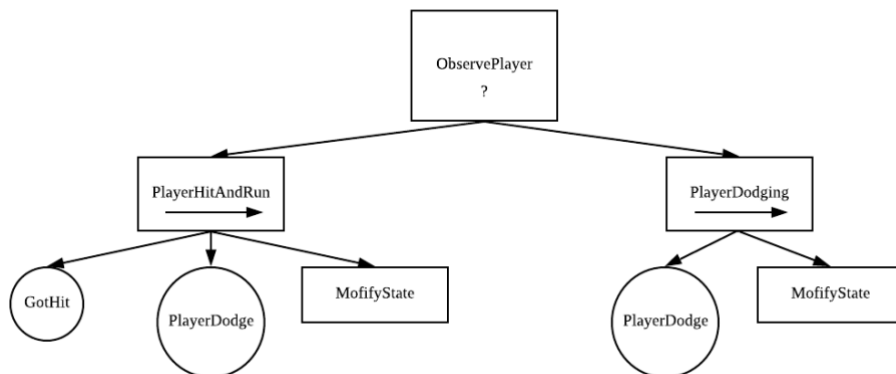 ObservePlayer
?
PlayerHitAndRun
PlayerDodging
GotHit
PlayerDodge
MofifyState
PlayerDodge
MofifyState